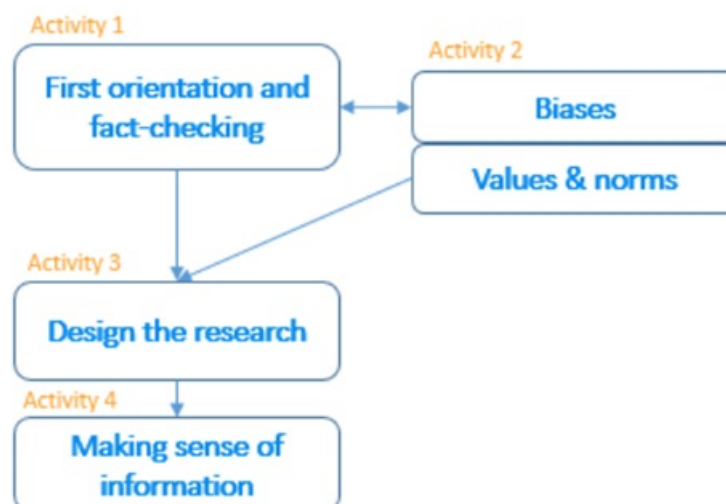 Activity 1
First orientation and
fact-checking
Activity 2
Biases
Values & norms
Activity 3
Design the research
Activity 4
Making sense of
information